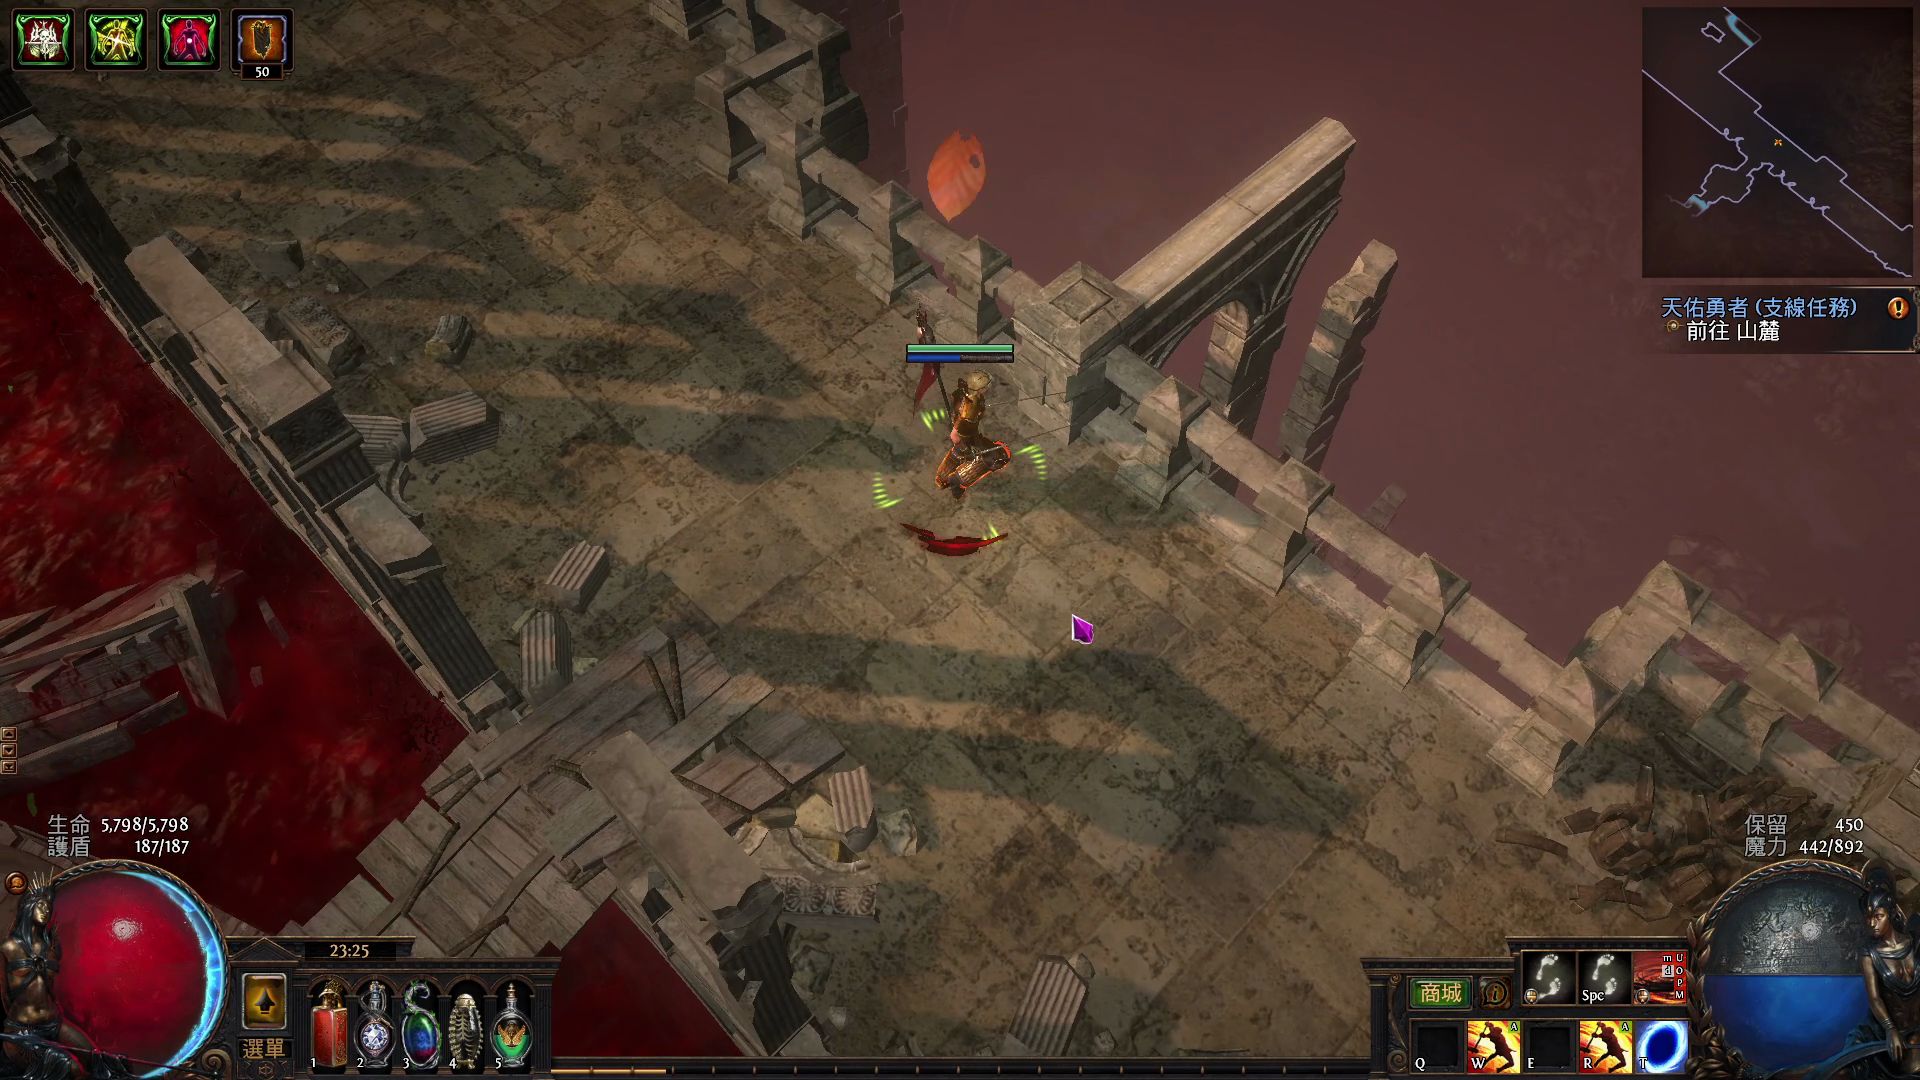 50
天佑勇者 (支線任務)
前往 山麓
生命 5,798/5,798
護盾 187/187
保留 450
魔力 442/892
23:25
選單
1 2 3 4 5
商城
Spc
m U
d O
P
M
Q W A E R A T